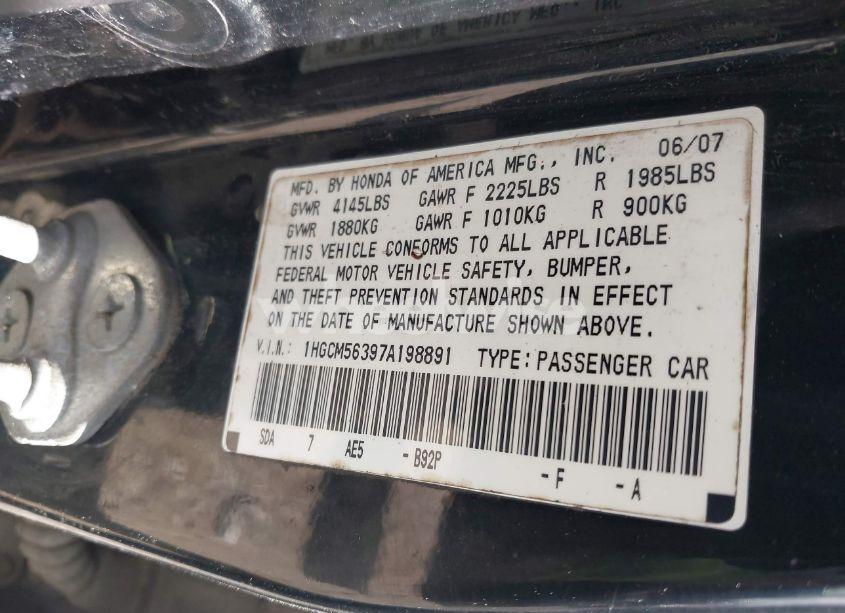 MFD. BY HONDA OF AMERICA MFG., INC. 06/07
GVWR 4145LBS GAWR F 2225LBS R 1985LBS
GVWR 1880KG GAWR F 1010KG R 900KG
THIS VEHICLE CONFORMS TO ALL APPLICABLE
FEDERAL MOTOR VEHICLE SAFETY, BUMPER,
AND THEFT PREVENTION STANDARDS IN EFFECT
ON THE DATE OF MANUFACTURE SHOWN ABOVE.
V.I.N.: 1HGCM56397A198891 TYPE: PASSENGER CAR
SDA 7 AE5 -B92P -F -A